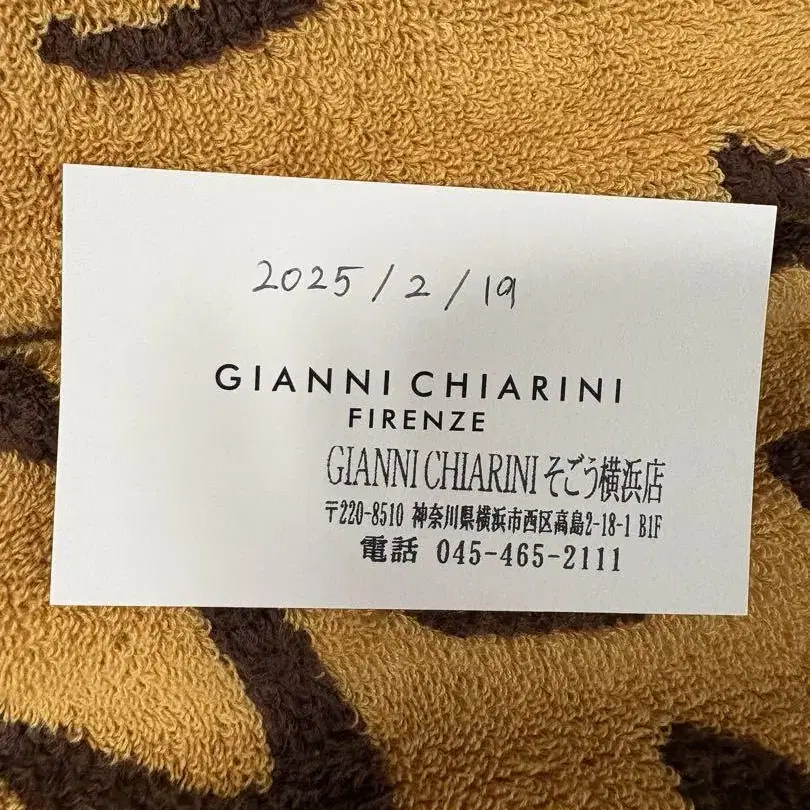 2025/2/19
GIANNI CHIARINI
FIRENZE
GIANNI CHIARINI そごう横浜店
〒220-8510 神奈川県横浜市西区高島2-18-1 B1F
電話 045-465-2111